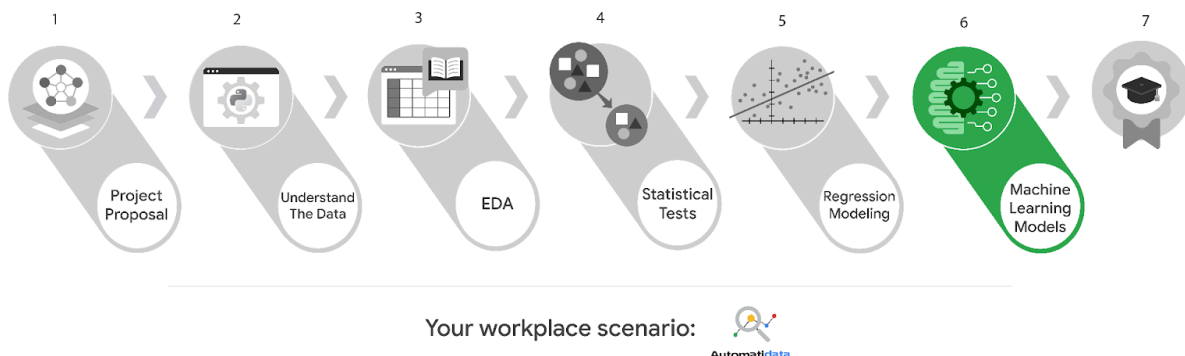 1
2
3
4
5
6
7
Project
Proposal
Understand
The Data
EDA
Statistical
Tests
Regression
Modeling
Machine
Learning
Models
Your workplace scenario:
Automatidata